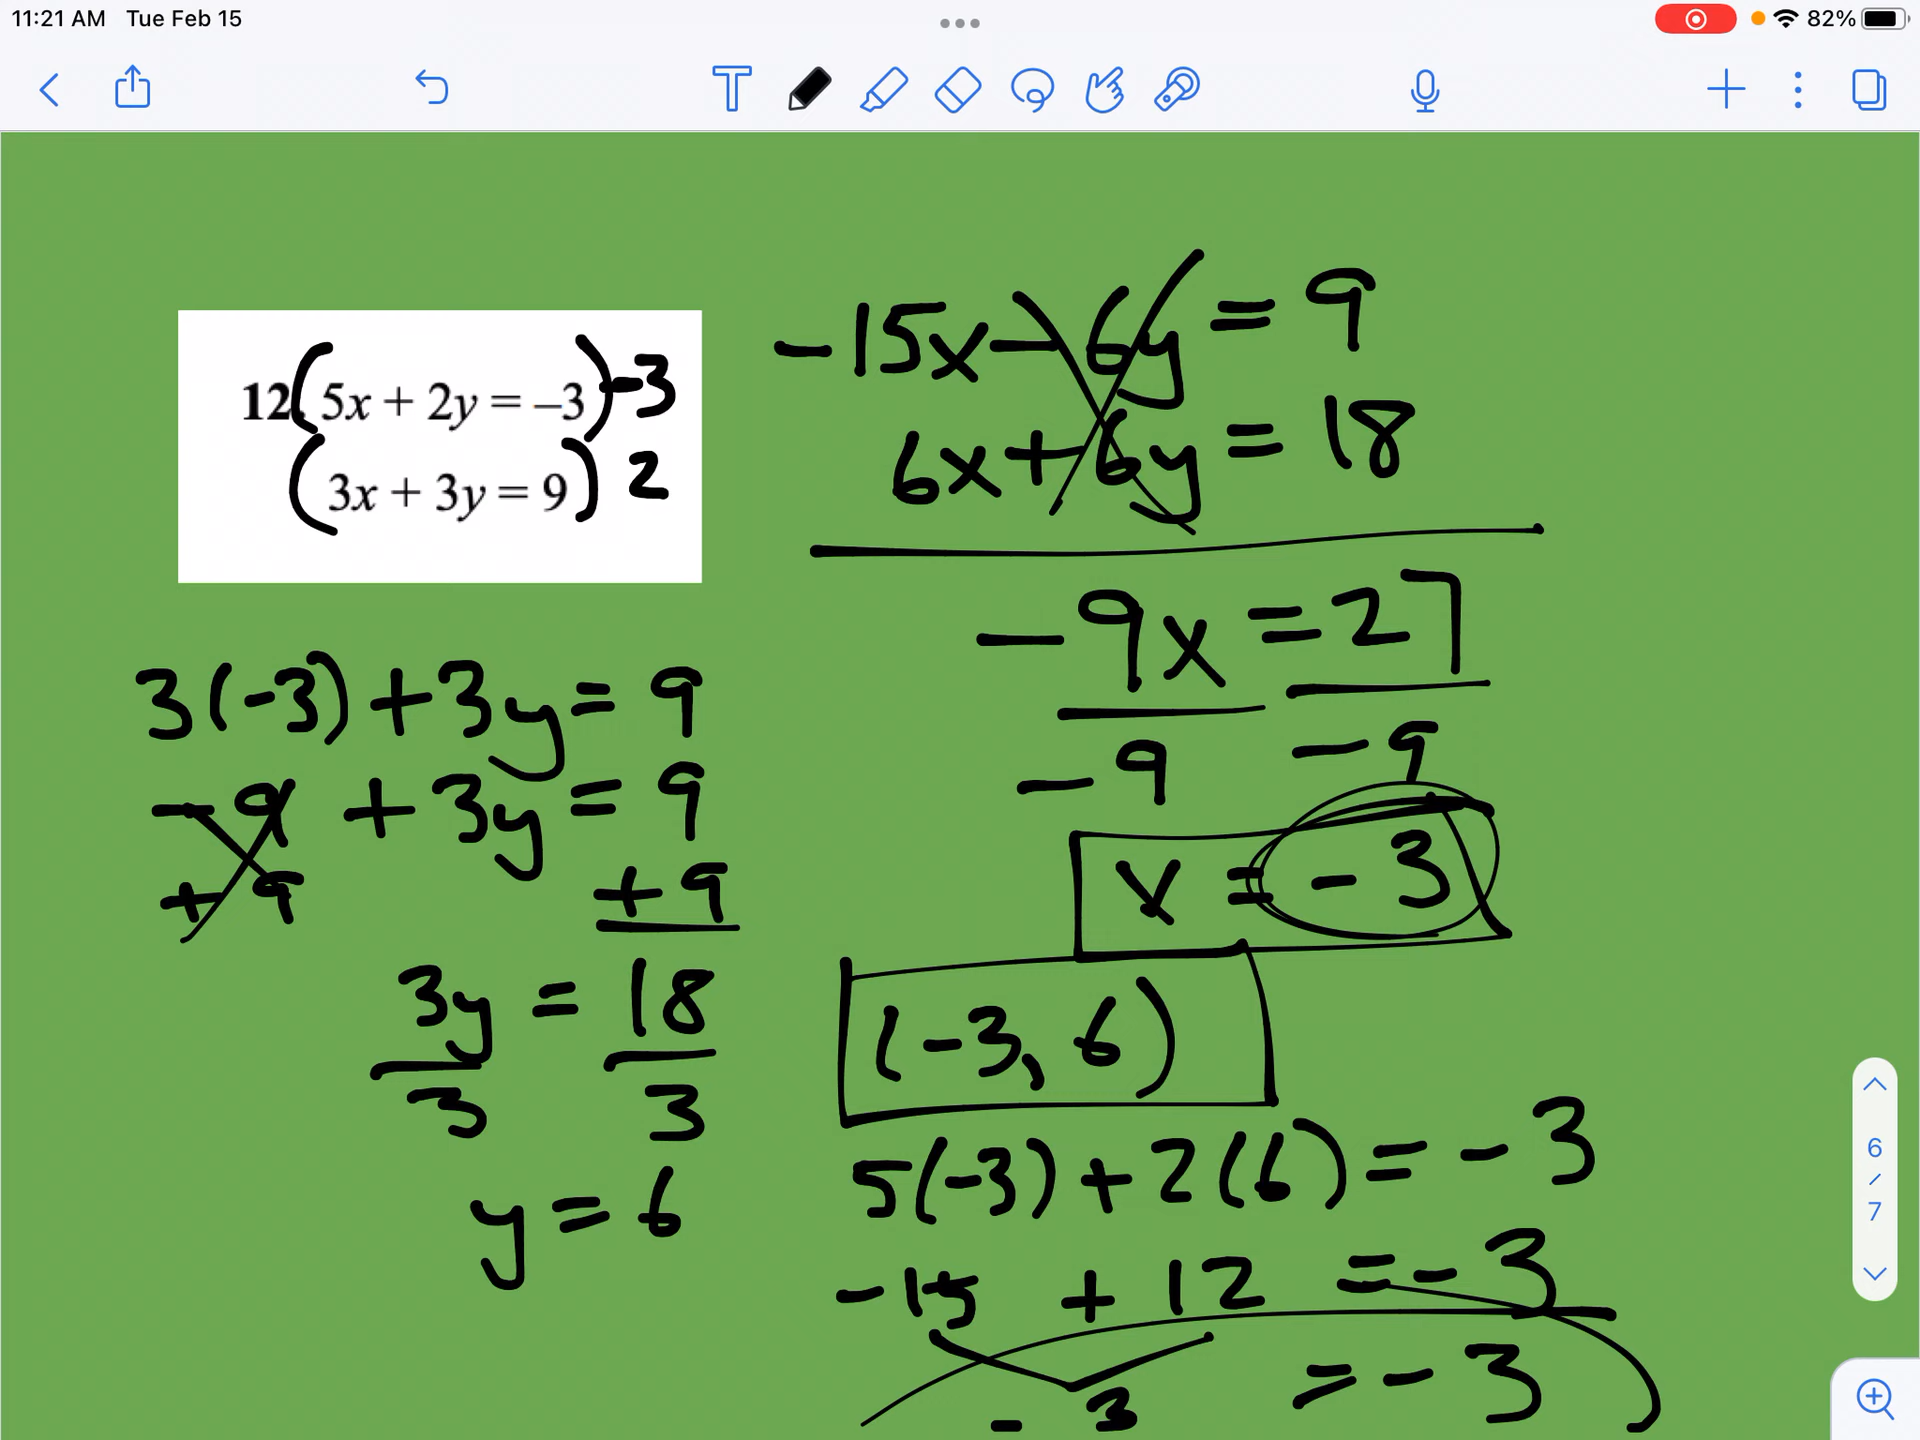 11:21 AM Tue Feb 15
82%
T
12. (5x + 2y = –3) -3
(3x + 3y = 9) 2
-15x - 6y = 9
6x + 6y = 18
-9x = 27
-9 -9
x = -3
3(-3) + 3y = 9
-9 + 3y = 9
+9 +9
3y = 18
3 3
y = 6
(-3, 6)
5(-3) + 2(6) = -3
-15 + 12 = -3
-3 = -3
6
/
7